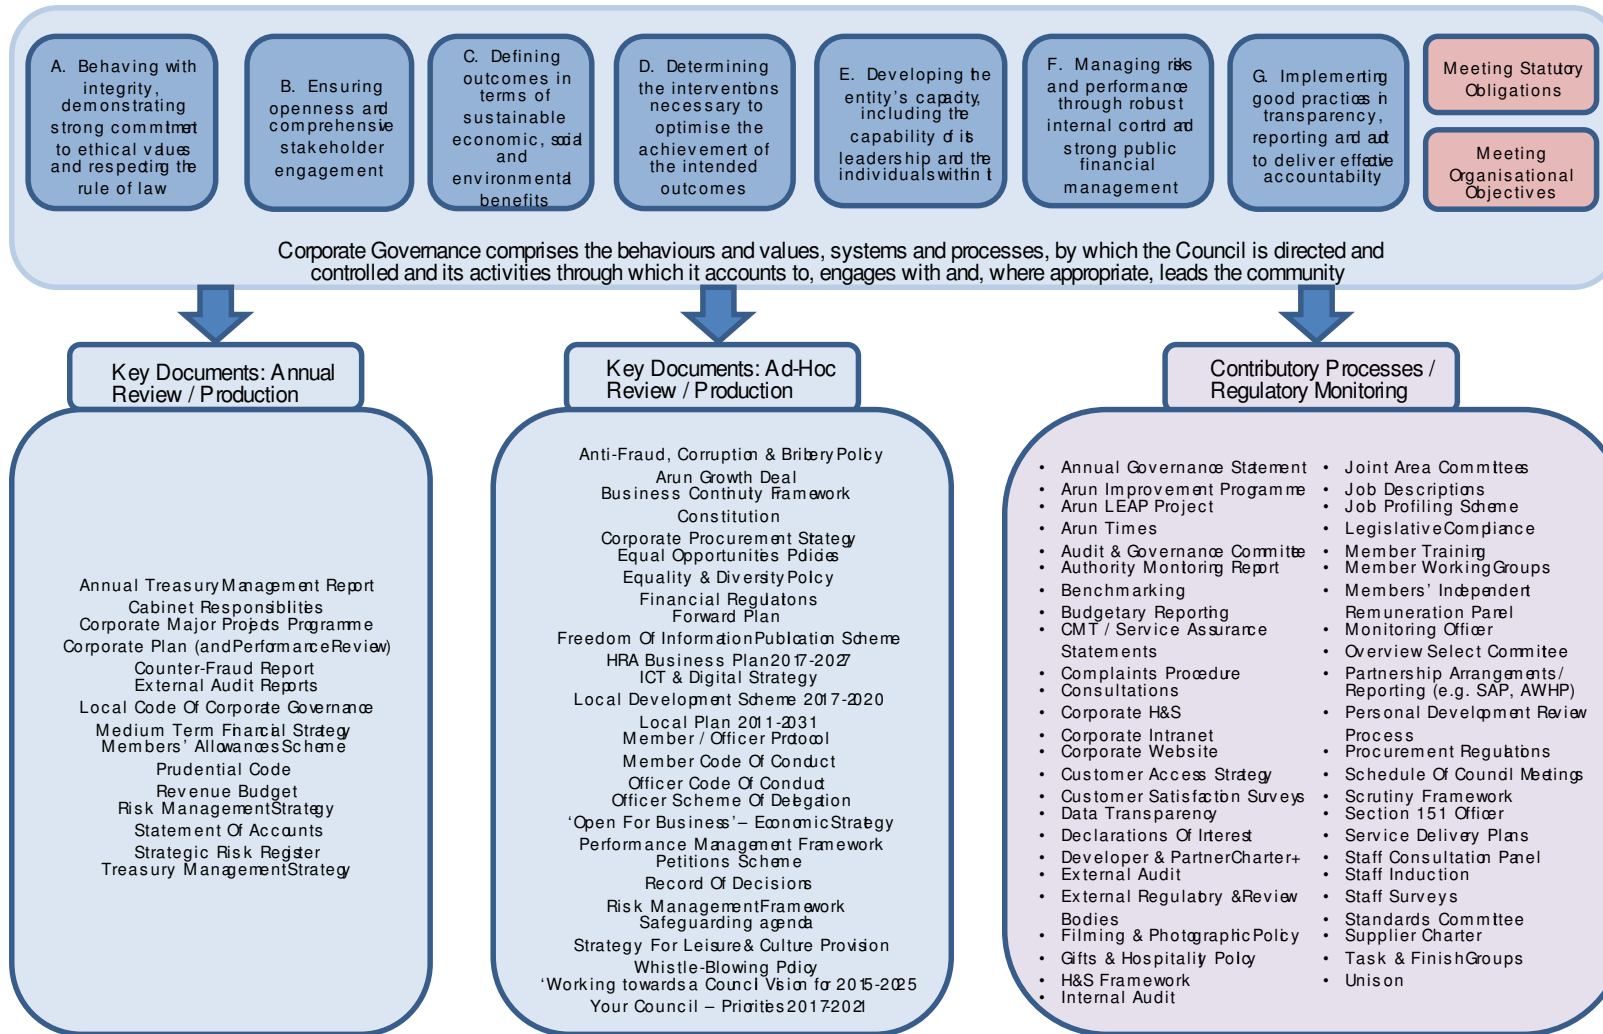 A. Behaving with
integrity,
demonstrating
strong commitment
to ethical values
and respecting the
rule of law
B. Ensuring
openness and
comprehensive
stakeholder
engagement
C. Defining
outcomes in
terms of
sustainable
economic, social
and
environmental
benefits
D. Determining
the interventions
necessary to
optimise the
achievement of
the intended
outcomes
E. Developing the
entity's capacity,
including the
capability of its
leadership and the
individuals within it
F. Managing risks
and performance
through robust
internal control and
strong public
financial
management
G. Implementing
good practices in
transparency,
reporting and audit
to deliver effective
accountability
Meeting Statutory
Obligations
Meeting
Organisational
Objectives
Corporate Governance comprises the behaviours and values, systems and processes, by which the Council is directed and
controlled and its activities through which it accounts to, engages with and, where appropriate, leads the community
Key Documents: Annual
Review / Production
Annual Treasury Management Report
Cabinet Responsibilities
Corporate Major Projects Programme
Corporate Plan (and Performance Review)
Counter-Fraud Report
External Audit Reports
Local Code Of Corporate Governance
Medium Term Financial Strategy
Members' Allowances Scheme
Prudential Code
Revenue Budget
Risk Management Strategy
Statement Of Accounts
Strategic Risk Register
Treasury Management Strategy
Key Documents: Ad-Hoc
Review / Production
Anti-Fraud, Corruption & Bribery Policy
Arun Growth Deal
Business Continuity Framework
Constitution
Corporate Procurement Strategy
Equal Opportunities Policies
Equality & Diversity Policy
Financial Regulations
Forward Plan
Freedom Of Information Publication Scheme
HRA Business Plan 2017-2027
ICT & Digital Strategy
Local Development Scheme 2017-2020
Local Plan 2011-2031
Member / Officer Protocol
Member Code Of Conduct
Officer Code Of Conduct
Officer Scheme Of Delegation
'Open For Business' – Economic Strategy
Performance Management Framework
Petitions Scheme
Record Of Decisions
Risk Management Framework
Safeguarding agenda
Strategy For Leisure & Culture Provision
Whistle-Blowing Policy
'Working towards a Council Vision for 2015-2025
Your Council – Priorities 2017-2021
Contributory Processes /
Regulatory Monitoring
• Annual Governance Statement
• Arun Improvement Programme
• Arun LEAP Project
• Arun Times
• Audit & Governance Committee
• Authority Monitoring Report
• Benchmarking
• Budgetary Reporting
• CMT / Service Assurance
Statements
• Complaints Procedure
• Consultations
• Corporate H&S
• Corporate Intranet
• Corporate Website
• Customer Access Strategy
• Customer Satisfaction Surveys
• Data Transparency
• Declarations Of Interest
• Developer & Partner Charter+
• External Audit
• External Regulatory & Review
Bodies
• Filming & Photographic Policy
• Gifts & Hospitality Policy
• H&S Framework
• Internal Audit
• Joint Area Committees
• Job Descriptions
• Job Profiling Scheme
• Legislative Compliance
• Member Training
• Member Working Groups
• Members' Independent
Remuneration Panel
• Monitoring Officer
• Overview Select Committee
• Partnership Arrangements /
Reporting (e.g. SAP, AWHP)
• Personal Development Review
Process
• Procurement Regulations
• Schedule Of Council Meetings
• Scrutiny Framework
• Section 151 Officer
• Service Delivery Plans
• Staff Consultation Panel
• Staff Induction
• Staff Surveys
• Standards Committee
• Supplier Charter
• Task & Finish Groups
• Unison